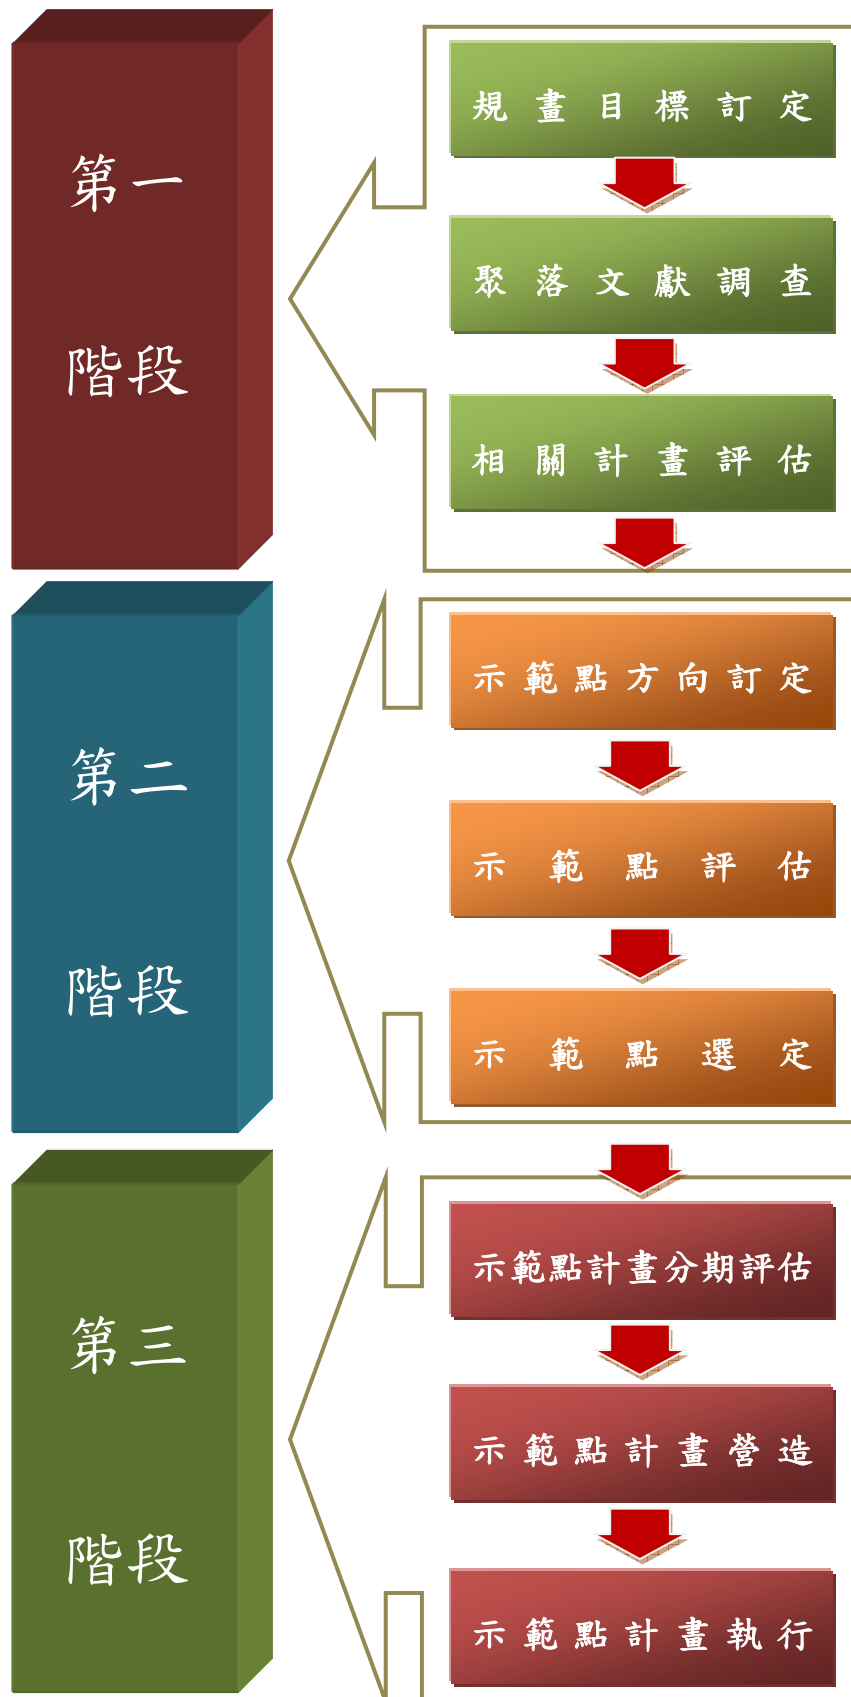 第一
階段
規畫目標訂定
聚落文獻調查
相關計畫評估
第二
階段
示範點方向訂定
示範點評估
示範點選定
第三
階段
示範點計畫分期評估
示範點計畫營造
示範點計畫執行